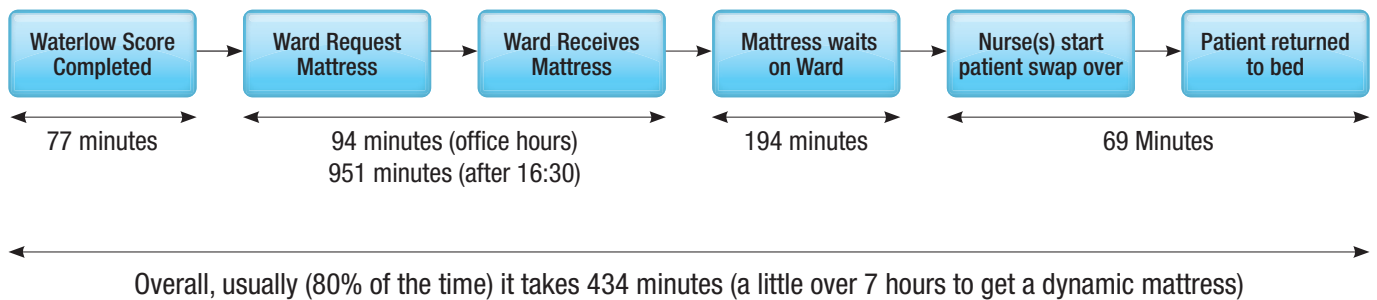 Waterlow Score
Completed
Ward Request
Mattress
Ward Receives
Mattress
Mattress waits
on Ward
Nurse(s) start
patient swap over
Patient returned
to bed
77 minutes
94 minutes (office hours)
951 minutes (after 16:30)
194 minutes
69 Minutes
Overall, usually (80% of the time) it takes 434 minutes (a little over 7 hours to get a dynamic mattress)